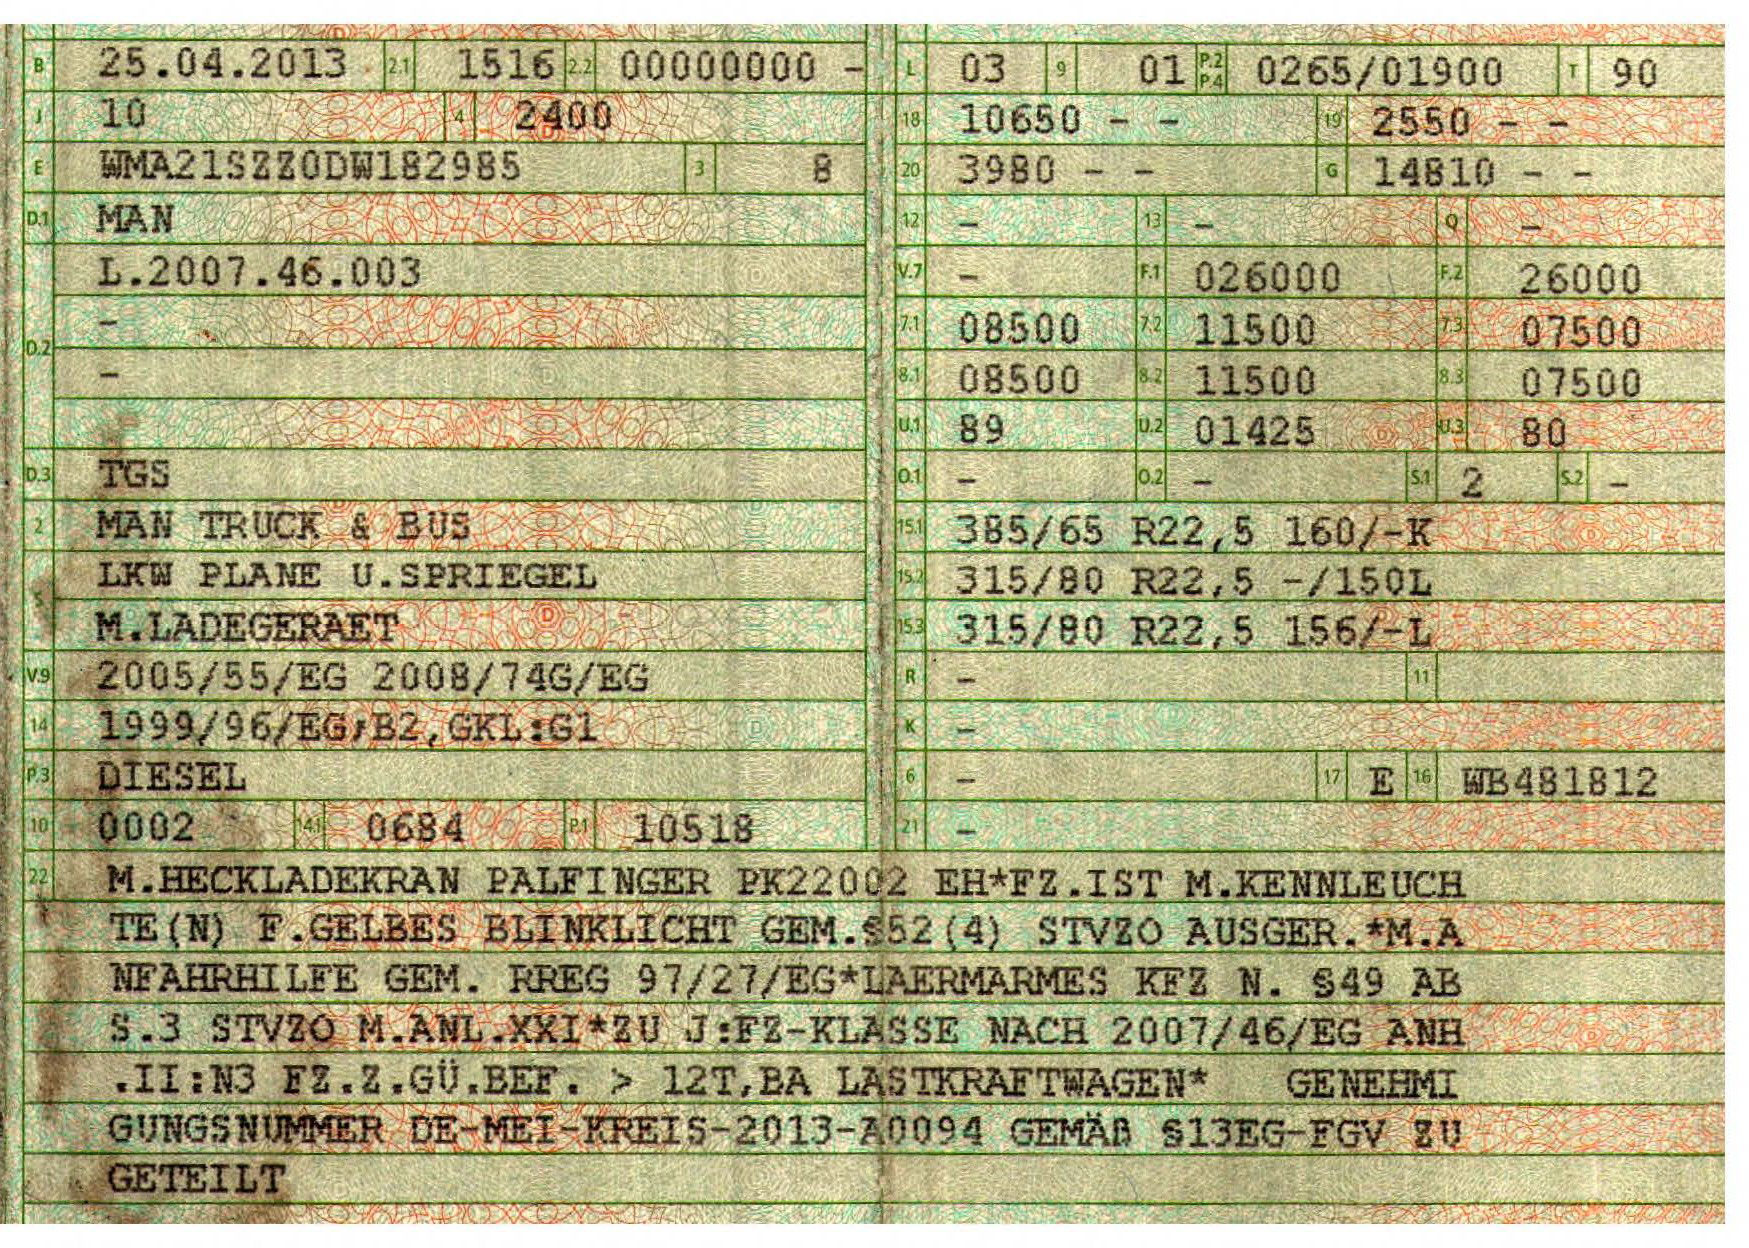 B 25.04.2013 2.1 1516 2.2 00000000 -
J 10 4 2400
E WMA21SZZ0DW182985 3 8
D.1 MAN
L.2007.46.003
-
D.2
-
D.3 TGS
2 MAN TRUCK & BUS
LKW PLANE U.SPRIEGEL
5 M.LADEGERAET
V.9 2005/55/EG 2008/74G/EG
14 1999/96/EG;B2,GKL:G1
P.3 DIESEL
10 0002 14.1 0684 P.1 10518
L 03 9 01 P.2 P.4 0265/01900 T 90
18 10650 - - 19 2550 - -
20 3980 - - G 14810 - -
12 - 13 - Q -
V.7 - F.1 026000 F.2 26000
7.1 08500 7.2 11500 7.3 07500
8.1 08500 8.2 11500 8.3 07500
U.1 89 U.2 01425 U.3 80
O.1 - O.2 - S.1 2 S.2 -
15.1 385/65 R22,5 160/-K
15.2 315/80 R22,5 -/150L
15.3 315/80 R22,5 156/-L
R - 11
K -
6 - 17 E 16 WB481812
21 -
22 M.HECKLADEKRAN PALFINGER PK22002 EH*FZ.IST M.KENNLEUCH
TE(N) F.GELBES BLINKLICHT GEM.§52(4) STVZO AUSGER.*M.A
NFAHRHILFE GEM. RREG 97/27/EG*LAERMARMES KFZ N. §49 AB
S.3 STVZO M.ANL.XXI*ZU J:FZ-KLASSE NACH 2007/46/EG ANH
.II:N3 FZ.Z.GÜ.BEF. > 12T,BA LASTKRAFTWAGEN* GENEHMI
GUNGSNUMMER DE-MEI-KREIS-2013-A0094 GEMÄß §13EG-FGV ZU
GETEILT